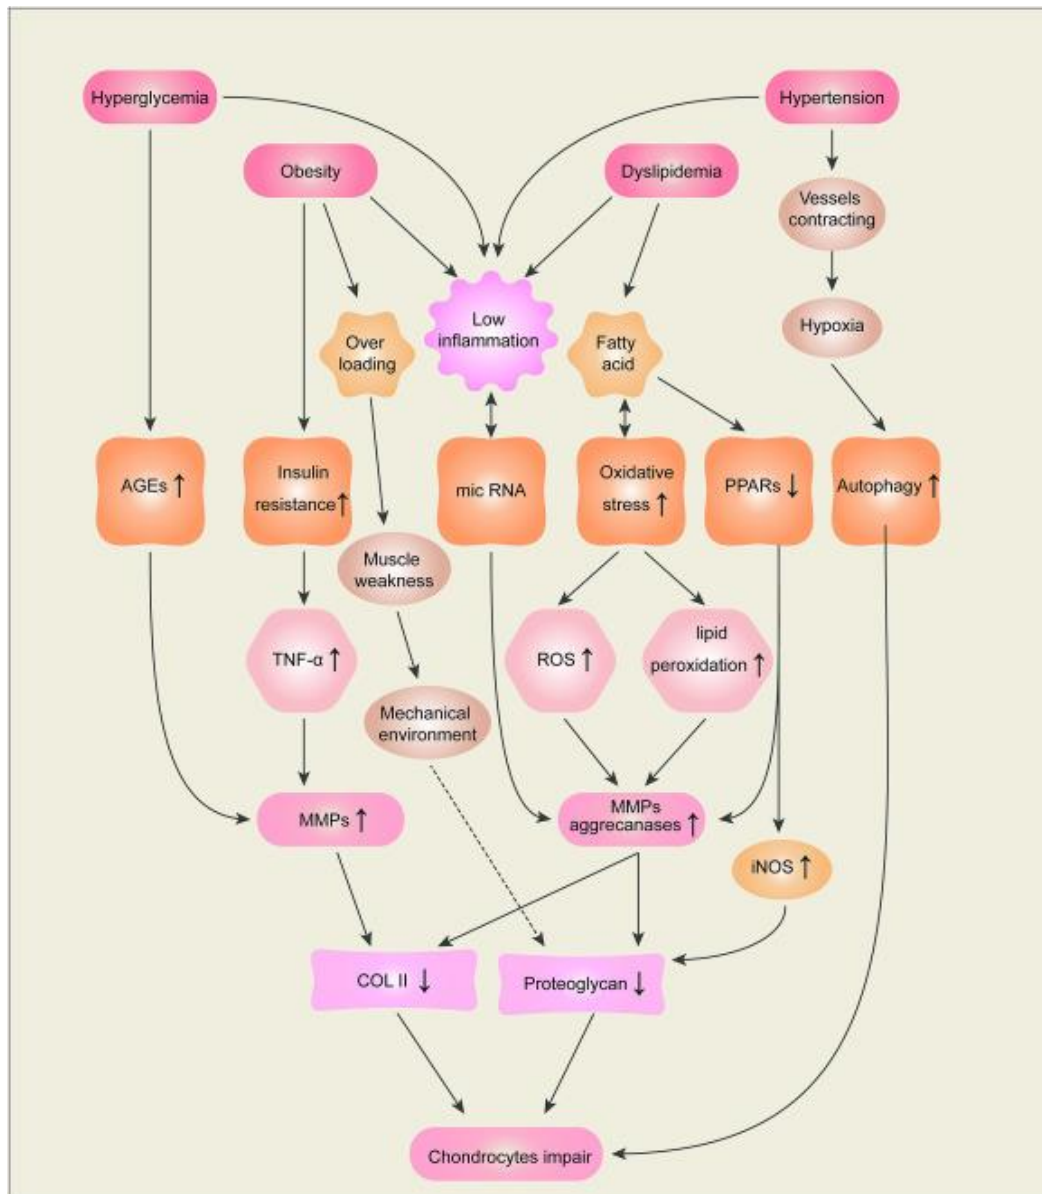 Hyperglycemia
Hypertension
Obesity
Dyslipidemia
Vessels
contracting
Low
inflammation
Hypoxia
Over
loading
Fatty
acid
AGEs ↑
Insulin
resistance ↑
mic RNA
Oxidative
stress ↑
PPARs ↓
Autophagy ↑
Muscle
weakness
TNF-α ↑
ROS ↑
lipid
peroxidation ↑
Mechanical
environment
MMPs ↑
MMPs
aggrecanases ↑
iNOS ↑
COL II ↓
Proteoglycan ↓
Chondrocytes impair